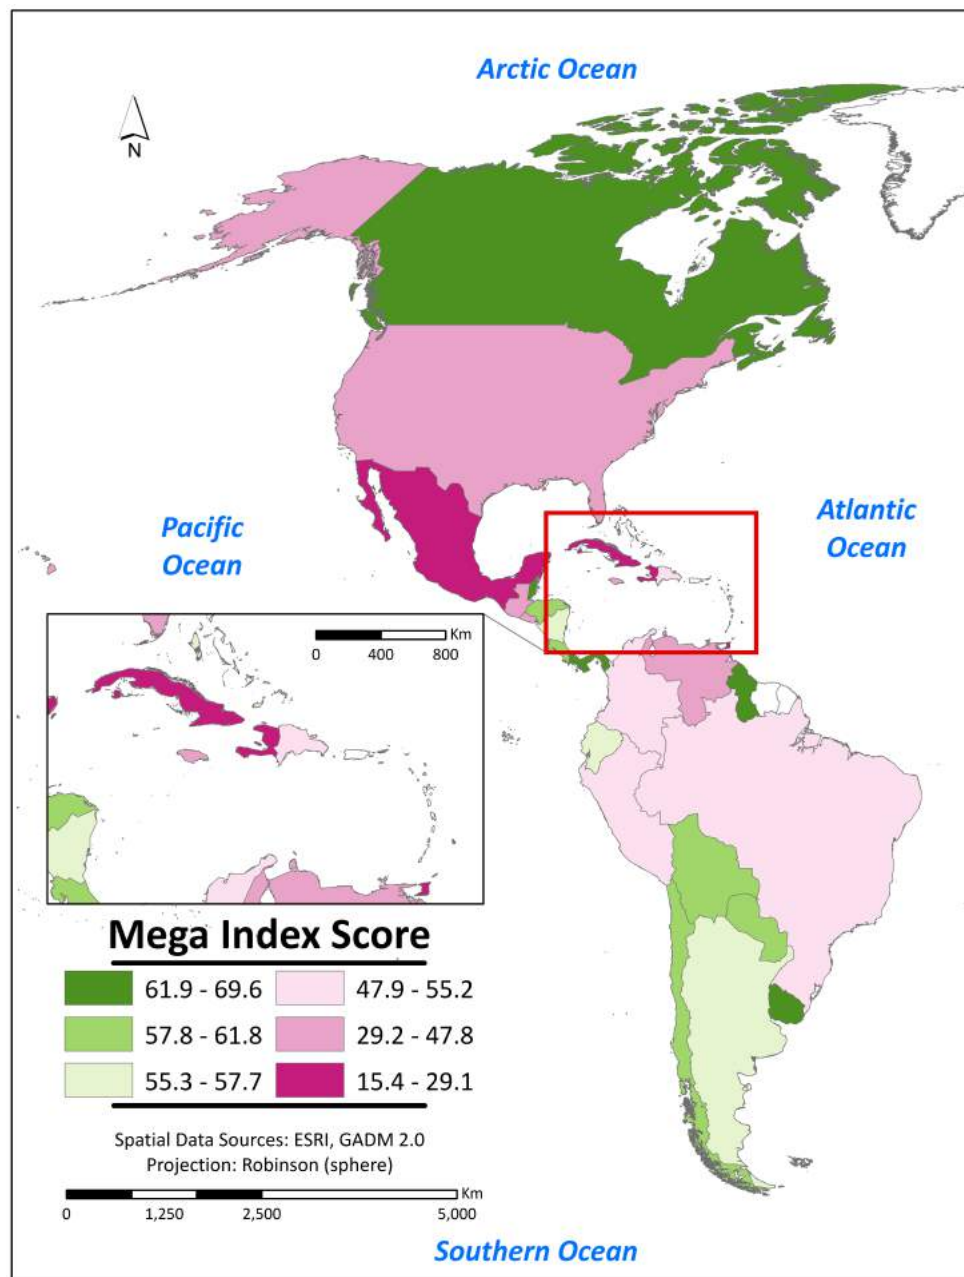 Arctic Ocean
N
Pacific
Ocean
Atlantic
Ocean
Km
0 400 800
Mega Index Score
61.9 - 69.6
47.9 - 55.2
57.8 - 61.8
29.2 - 47.8
55.3 - 57.7
15.4 - 29.1
Spatial Data Sources: ESRI, GADM 2.0
Projection: Robinson (sphere)
Km
0 1,250 2,500 5,000
Southern Ocean